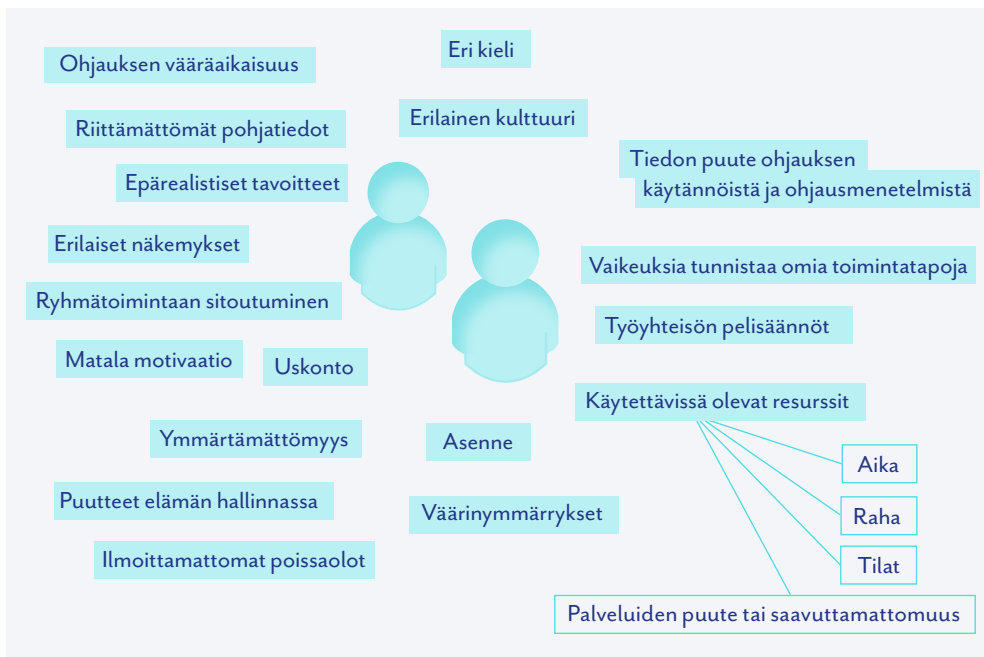 Eri kieli
Ohjauksen vääräaikaisuus
Erilainen kulttuuri
Riittämättömät pohjatiedot
Tiedon puute ohjauksen
käytännöistä ja ohjausmenetelmistä
Epärealistiset tavoitteet
Erilaiset näkemykset
Vaikeuksia tunnistaa omia toimintatapoja
Ryhmätoimintaan sitoutuminen
Työyhteisön pelisäännöt
Matala motivaatio
Uskonto
Käytettävissä olevat resurssit
Ymmärtämättömyys
Asenne
Aika
Puutteet elämän hallinnassa
Väärinymmärrykset
Raha
Ilmoittamattomat poissaolot
Tilat
Palveluiden puute tai saavuttamattomuus